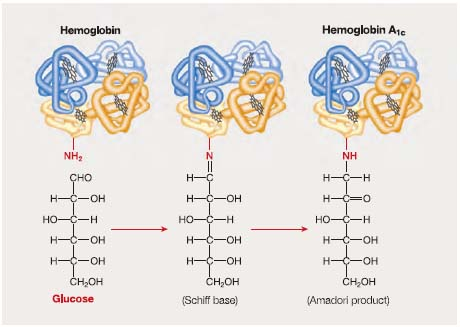 Hemoglobin
Hemoglobin A1c
NH2
N
NH
CHO
H–C–OH
HO–C–H
H–C–OH
H–C–OH
CH2OH
Glucose
H–C
H–C–OH
HO–C–H
H–C–OH
H–C–OH
CH2OH
(Schiff base)
H–C–H
C=O
HO–C–H
H–C–OH
H–C–OH
CH2OH
(Amadori product)